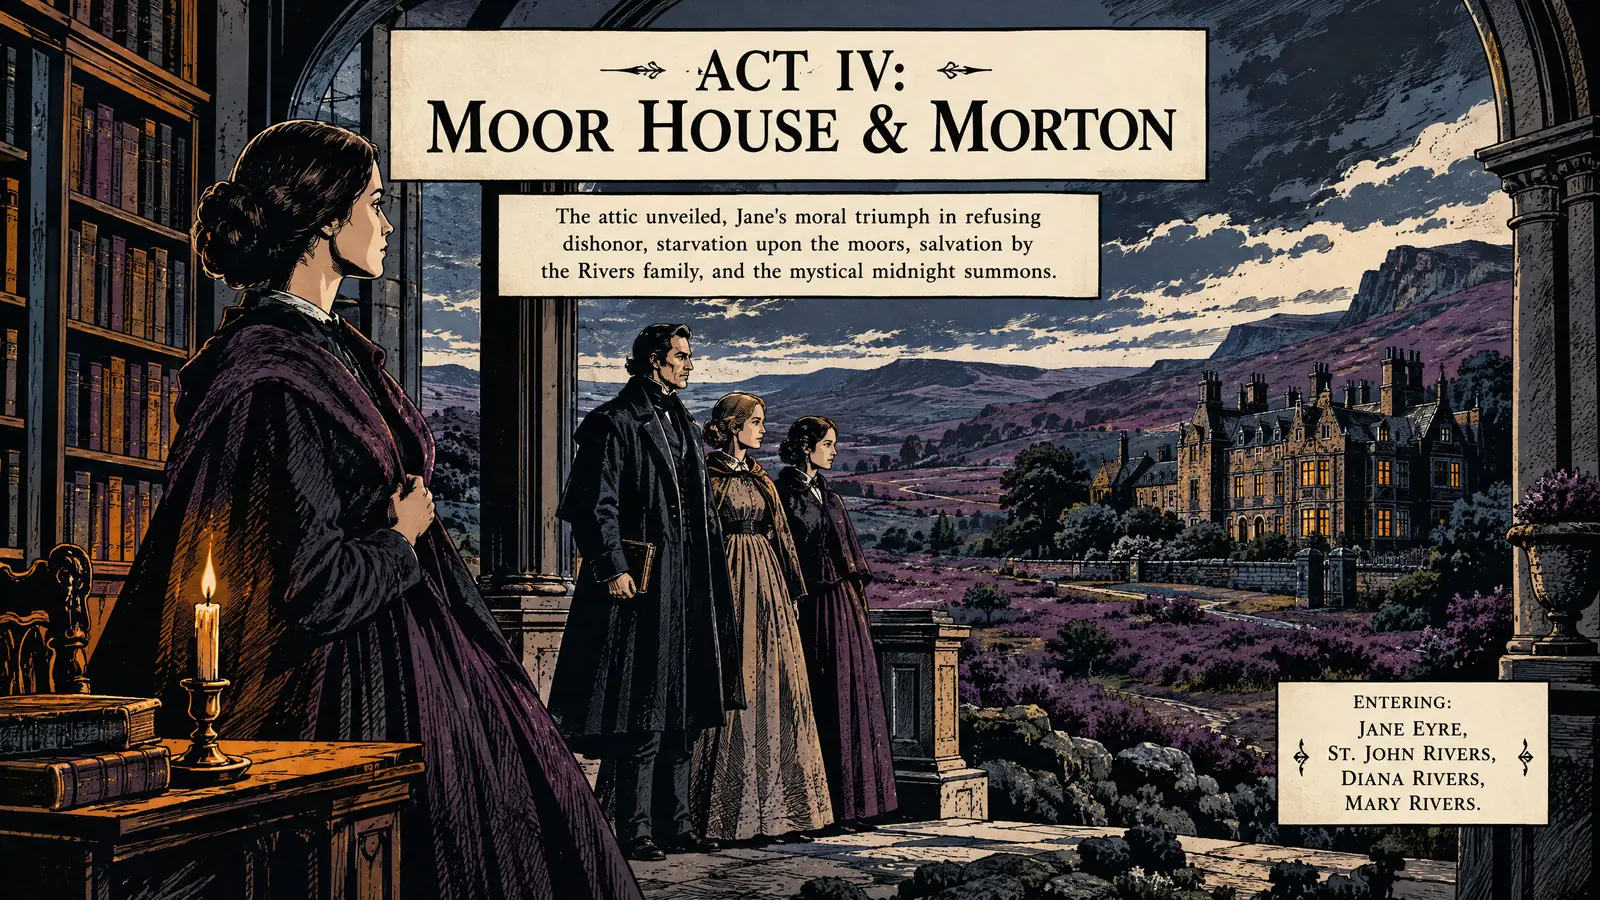 ACT IV:
MOOR HOUSE & MORTON
The attic unveiled, Jane's moral triumph in refusing
dishonor, starvation upon the moors, salvation by
the Rivers family, and the mystical midnight summons.
ENTERING:
JANE EYRE,
ST. JOHN RIVERS,
DIANA RIVERS,
MARY RIVERS.